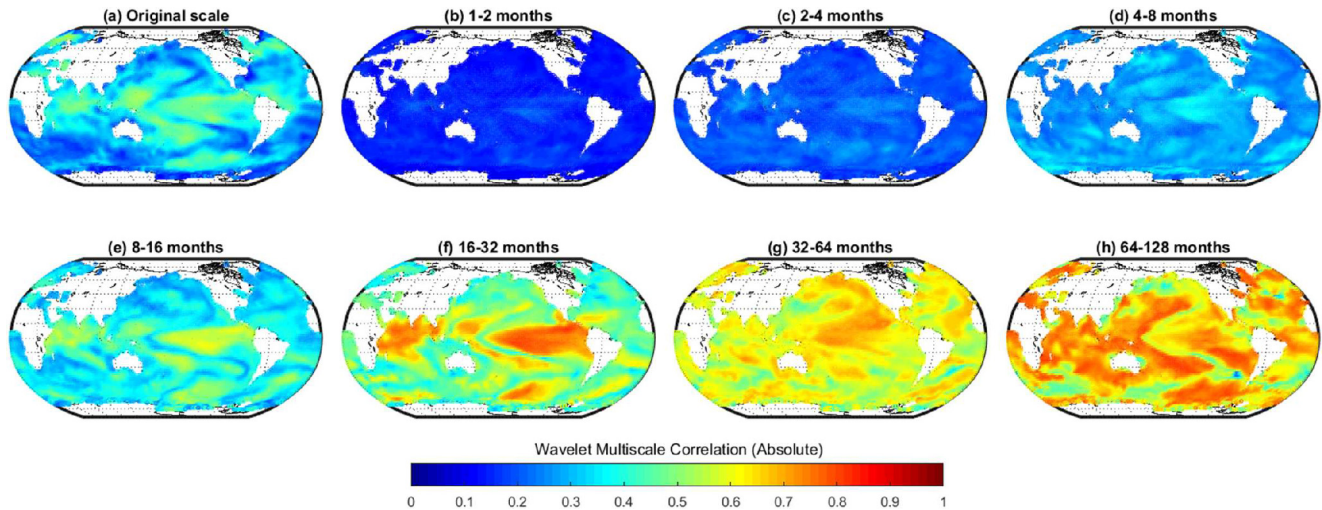 (a) Original scale
(b) 1-2 months
(c) 2-4 months
(d) 4-8 months
(e) 8-16 months
(f) 16-32 months
(g) 32-64 months
(h) 64-128 months
Wavelet Multiscale Correlation (Absolute)
0 0.1 0.2 0.3 0.4 0.5 0.6 0.7 0.8 0.9 1